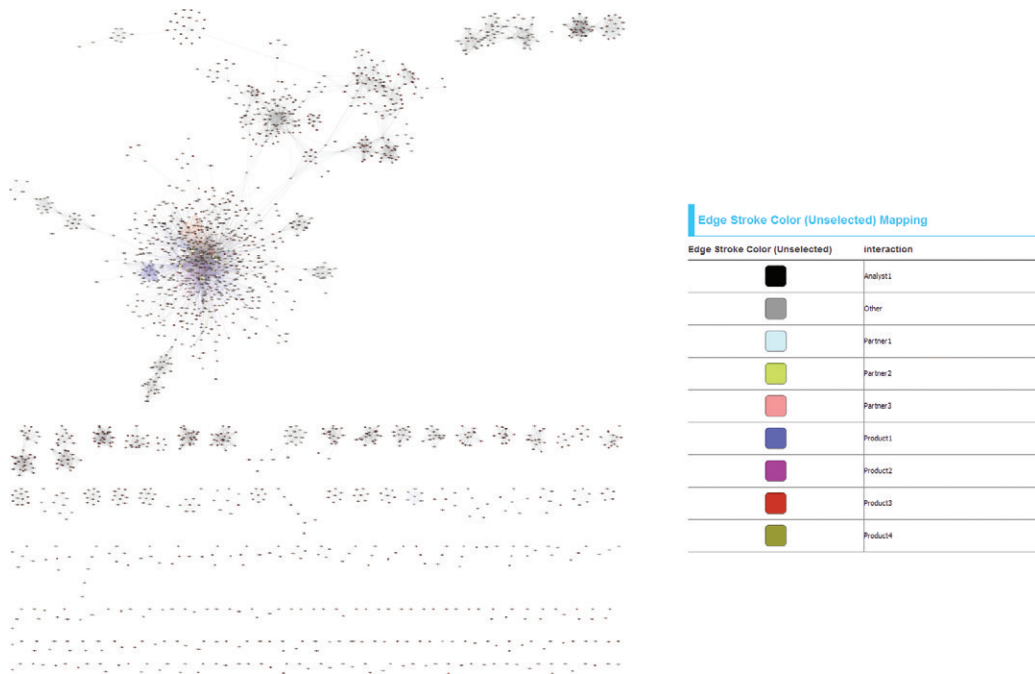 Edge Stroke Color (Unselected) Mapping
Edge Stroke Color (Unselected) interaction
Analyst1
Other
Partner1
Partner2
Partner3
Product1
Product2
Product3
Product4